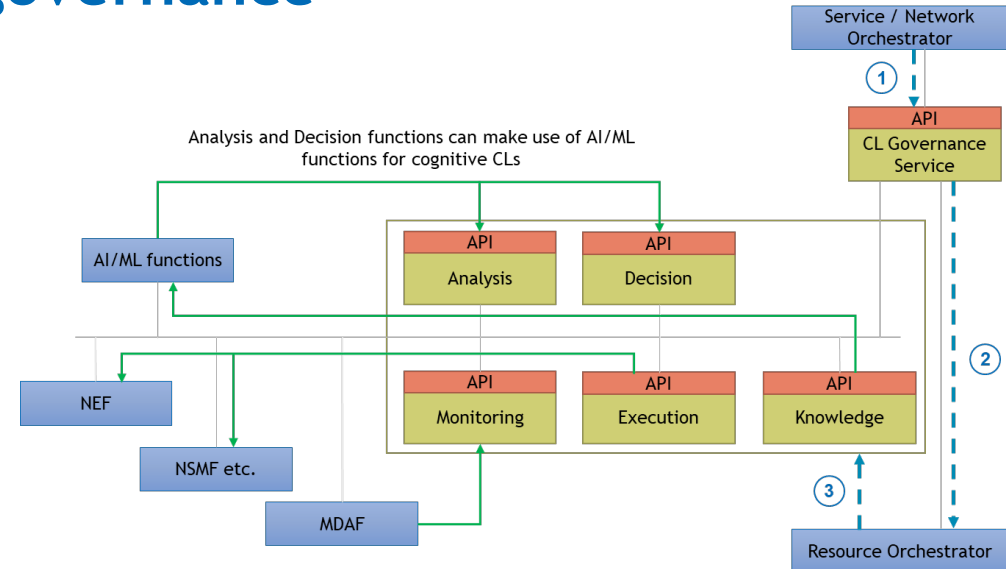 governance
Service / Network
Orchestrator
1
API
CL Governance
Service
Analysis and Decision functions can make use of AI/ML
functions for cognitive CLs
AI/ML functions
API
Analysis
API
Decision
2
NEF
API
Monitoring
API
Execution
API
Knowledge
NSMF etc.
3
MDAF
Resource Orchestrator